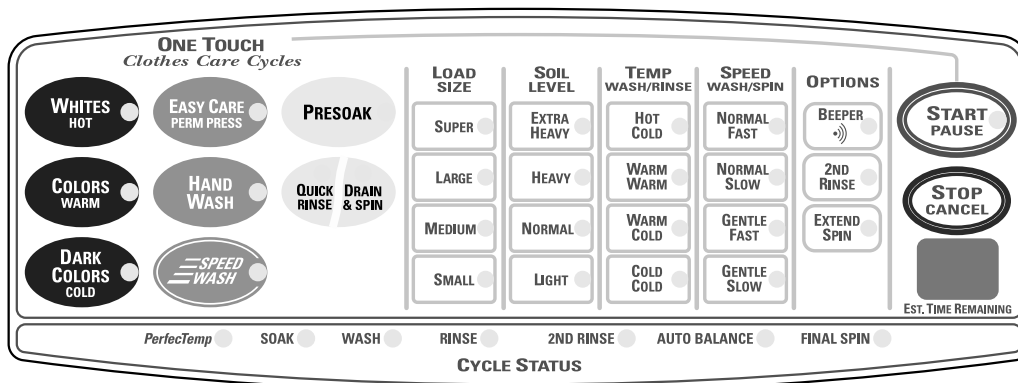 ONE TOUCH
Clothes Care Cycles
WHITES
HOT
EASY CARE
PERM PRESS
PRESOAK
COLORS
WARM
HAND
WASH
QUICK
RINSE
DRAIN
& SPIN
DARK
COLORS
COLD
SPEED
WASH
LOAD
SIZE
SUPER
LARGE
MEDIUM
SMALL
SOIL
LEVEL
EXTRA
HEAVY
HEAVY
NORMAL
LIGHT
TEMP
WASH/RINSE
HOT
COLD
WARM
WARM
WARM
COLD
COLD
COLD
SPEED
WASH/SPIN
NORMAL
FAST
NORMAL
SLOW
GENTLE
FAST
GENTLE
SLOW
OPTIONS
BEEPER
2ND
RINSE
EXTEND
SPIN
START
PAUSE
STOP
CANCEL
EST. TIME REMAINING
PerfecTemp SOAK WASH RINSE 2ND RINSE AUTO BALANCE FINAL SPIN
CYCLE STATUS